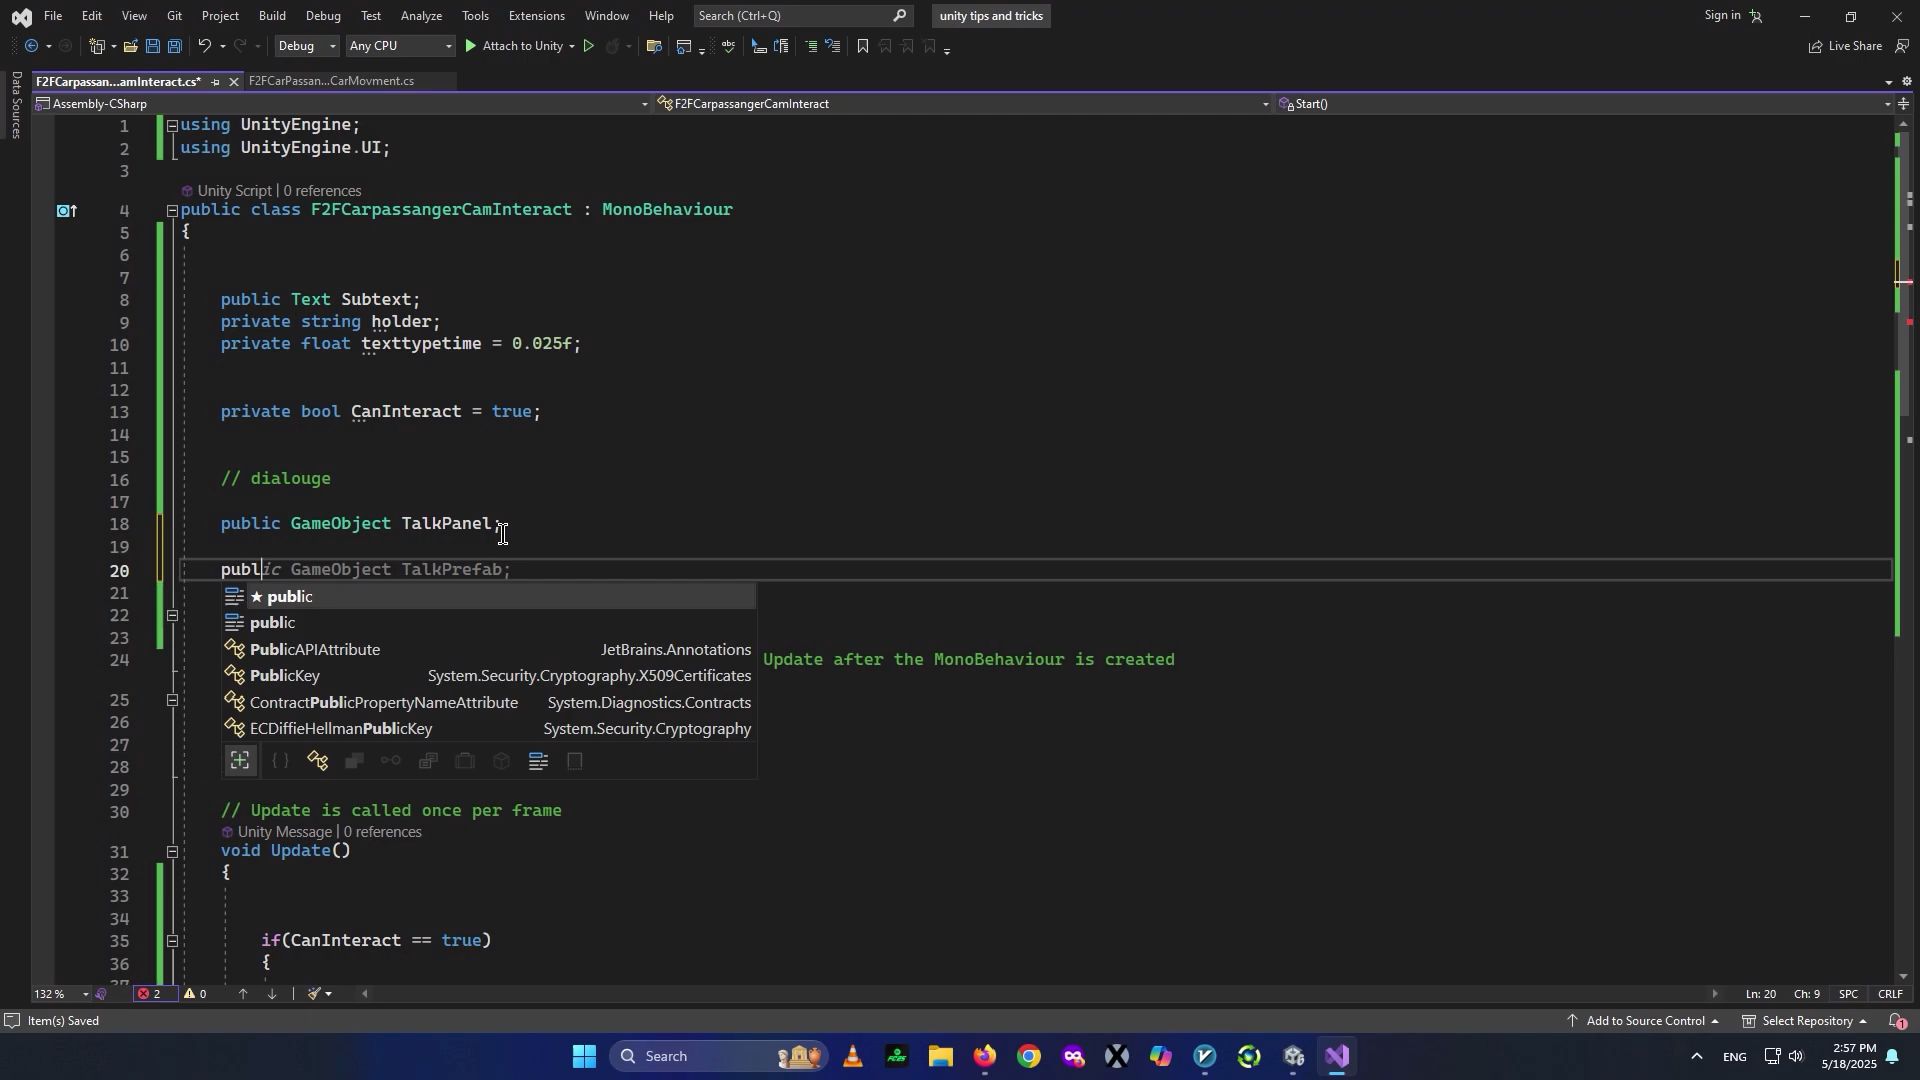 File Edit View Git Project Build Debug Test Analyze Tools Extensions Window Help Search (Ctrl+Q) unity tips and tricks Sign in
Debug Any CPU Attach to Unity Live Share
Data Sources
F2FCarpassan...amInteract.cs* F2FCarPassan...CarMovment.cs
Assembly-CSharp F2FCarpassangerCamInteract Start()
1 using UnityEngine;
2 using UnityEngine.UI;
3
Unity Script | 0 references
4 public class F2FCarpassangerCamInteract : MonoBehaviour
5 {
6
7
8 public Text Subtext;
9 private string holder;
10 private float texttypetime = 0.025f;
11
12
13 private bool CanInteract = true;
14
15
16 // dialouge
17
18 public GameObject TalkPanel;
19
20 public GameObject TalkPrefab;
21 public
22 public
23 PublicAPIAttribute JetBrains.Annotations
24 Update after the MonoBehaviour is created
PublicKey System.Security.Cryptography.X509Certificates
25 ContractPublicPropertyNameAttribute System.Diagnostics.Contracts
26 ECDiffieHellmanPublicKey System.Security.Cryptography
27
28
29
30 // Update is called once per frame
Unity Message | 0 references
31 void Update()
32 {
33
34
35 if(CanInteract == true)
36 {
132 % 2 0 Ln: 20 Ch: 9 SPC CRLF
Item(s) Saved Add to Source Control Select Repository 1
Search ENG 2:57 PM
5/18/2025